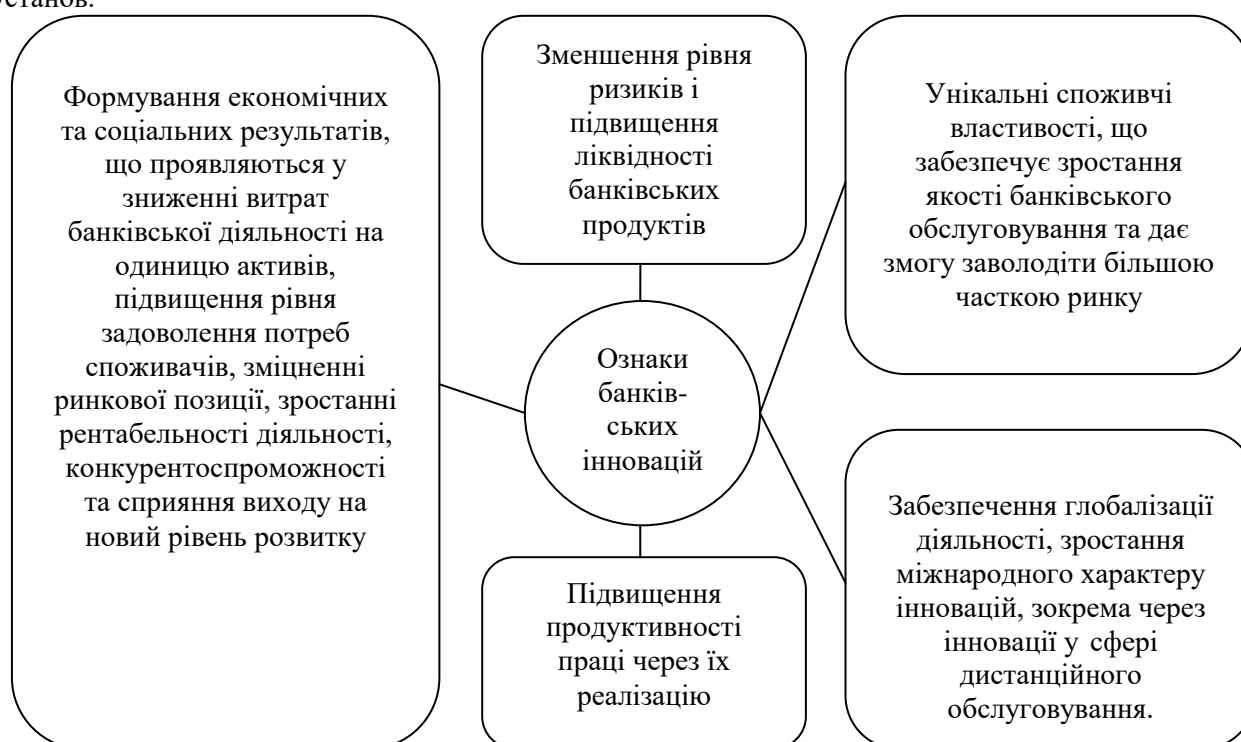 установ.
Формування економічних
та соціальних результатів,
що проявляються у
зниженні витрат
банківської діяльності на
одиницю активів,
підвищення рівня
задоволення потреб
споживачів, зміцненні
ринкової позиції, зростанні
рентабельності діяльності,
конкурентоспроможності
та сприяння виходу на
новий рівень розвитку
Зменшення рівня
ризиків і
підвищення
ліквідності
банківських
продуктів
Ознаки
банків-
ських
інновацій
Підвищення
продуктивності
праці через їх
реалізацію
Унікальні споживчі
властивості, що
забезпечує зростання
якості банківського
обслуговування та дає
змогу заволодіти більшою
часткою ринку
Забезпечення глобалізації
діяльності, зростання
міжнародного характеру
інновацій, зокрема через
інновації у сфері
дистанційного
обслуговування.